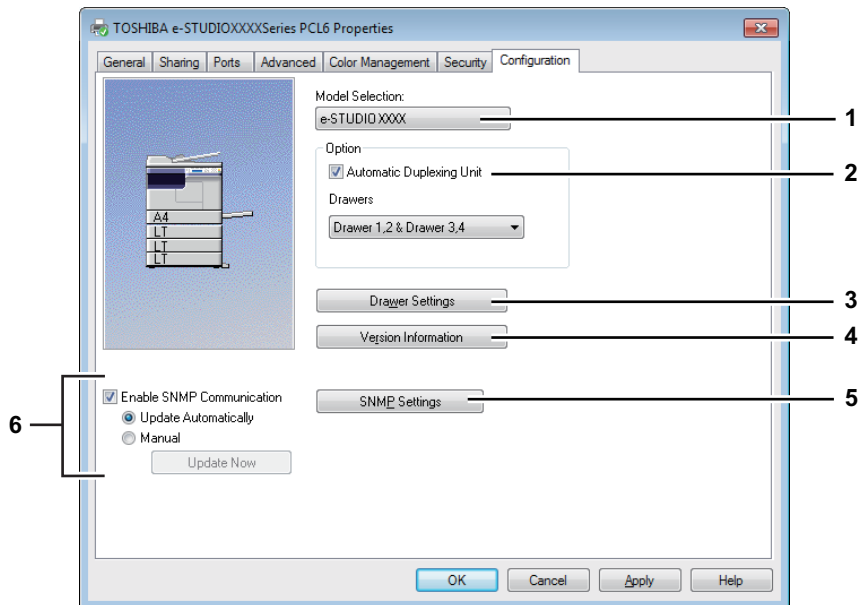 TOSHIBA e-STUDIOXXXXSeries PCL6 Properties
General Sharing Ports Advanced Color Management Security Configuration
Model Selection:
e-STUDIO XXXX
1
Option
Automatic Duplexing Unit
2
Drawers
Drawer 1,2 & Drawer 3,4
A4
LT
LT
LT
Drawer Settings
3
Version Information
4
6
Enable SNMP Communication
SNMP Settings
5
Update Automatically
Manual
Update Now
OK Cancel Apply Help